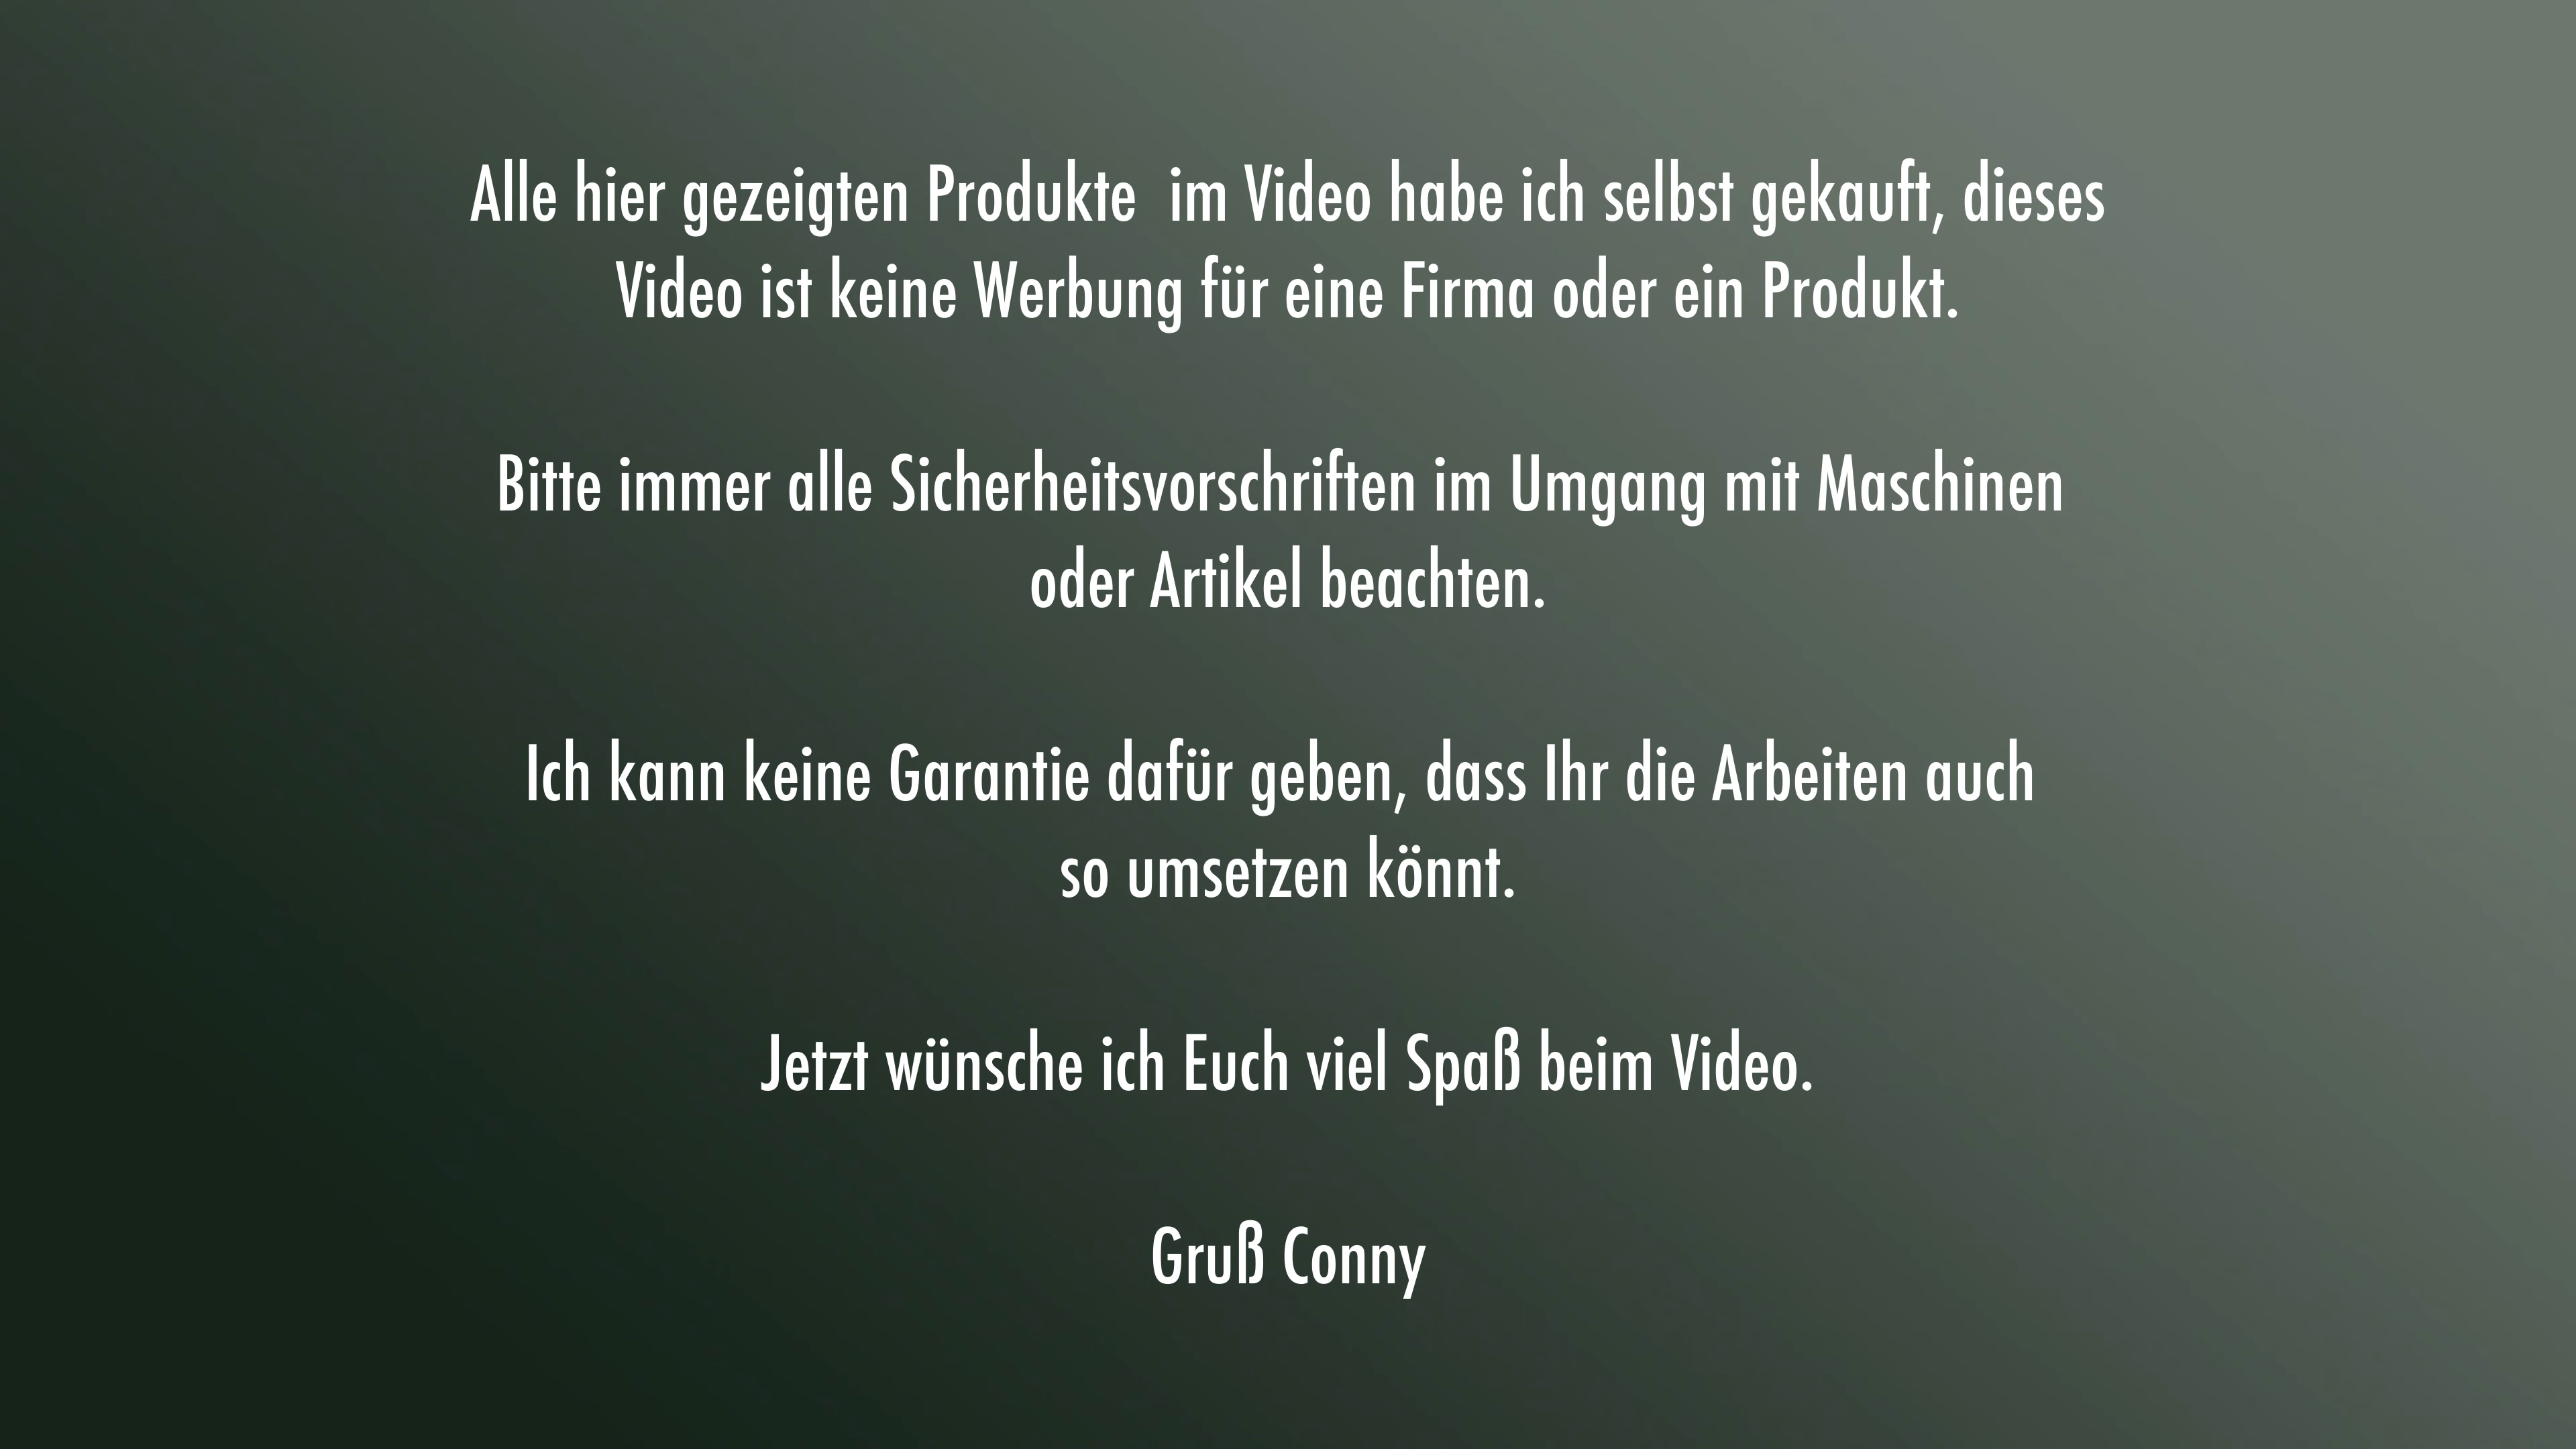 Alle hier gezeigten Produkte  im Video habe ich selbst gekauft, dieses
Video ist keine Werbung für eine Firma oder ein Produkt.
Bitte immer alle Sicherheitsvorschriften im Umgang mit Maschinen
oder Artikel beachten.
Ich kann keine Garantie dafür geben, dass Ihr die Arbeiten auch
so umsetzen könnt.
Jetzt wünsche ich Euch viel Spaß beim Video.
Gruß Conny